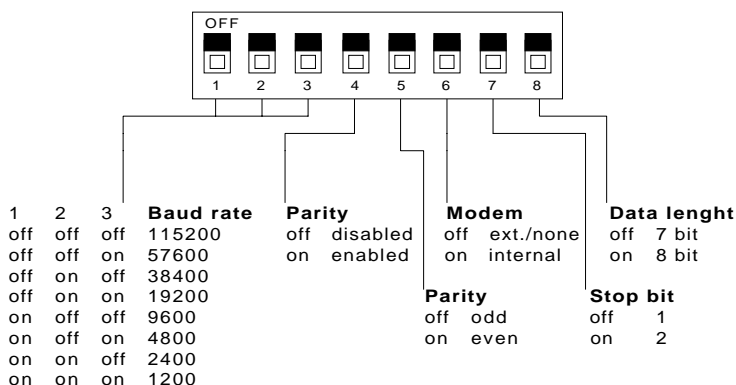 OFF
1 2 3 4 5 6 7 8
1 2 3 Baud rate
off off off 115200
off off on 57600
off on off 38400
off on on 19200
on off off 9600
on off on 4800
on on off 2400
on on on 1200
Parity
off disabled
on enabled
Parity
off odd
on even
Modem
off ext./none
on internal
Stop bit
off 1
on 2
Data lenght
off 7 bit
on 8 bit